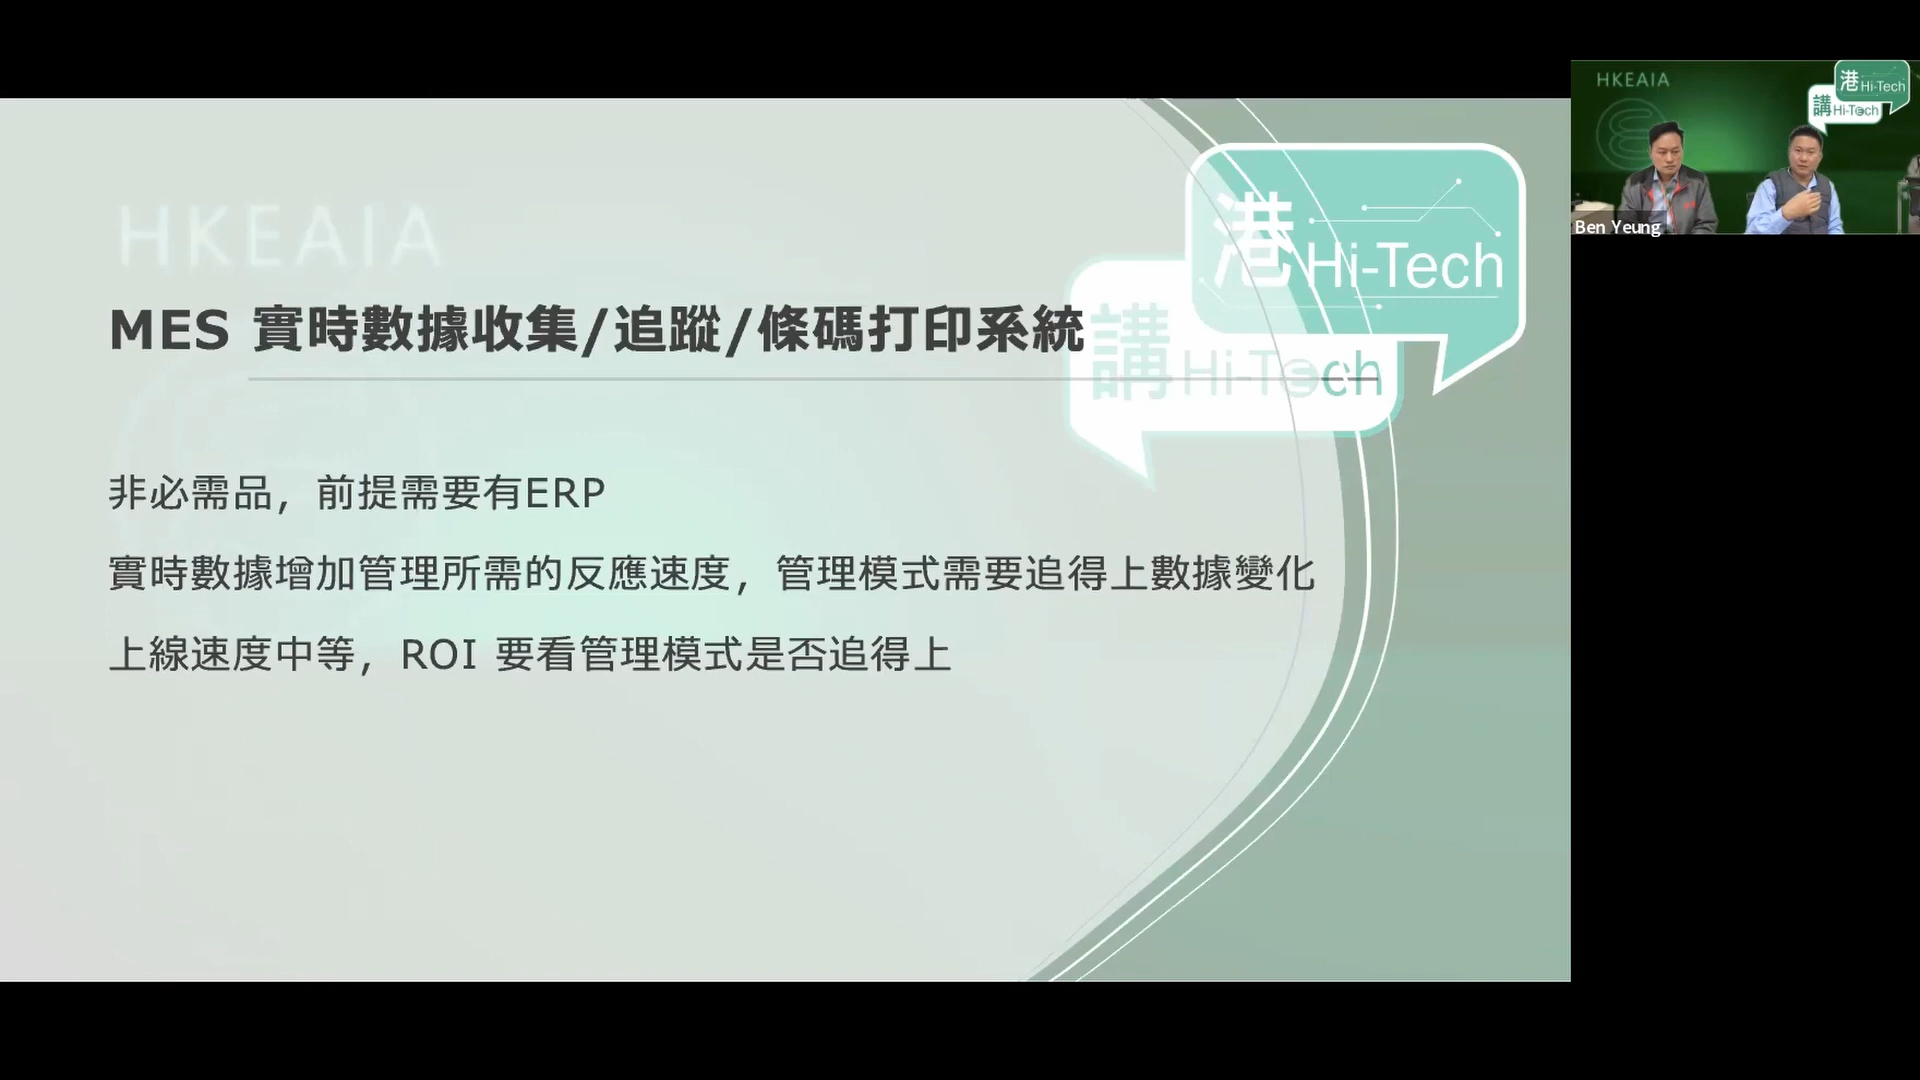 HKEAIA
港Hi-Tech
講Hi-Tech
MES 實時數據收集/追蹤/條碼打印系統
非必需品，前提需要有ERP
實時數據增加管理所需的反應速度，管理模式需要追得上數據變化
上線速度中等，ROI 要看管理模式是否追得上
HKEAIA
港Hi-Tech
講Hi-Tech
Ben Yeung